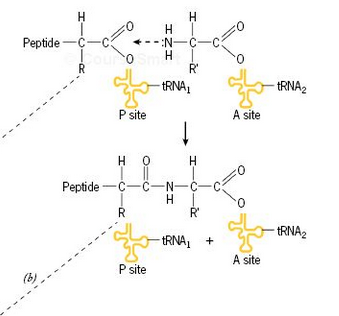 H
H
H
O
O
Peptide
C
C
N
C
C
H
O
O
R
R'
tRNA₁
tRNA₂
P site
A site
H
O
H
O
Peptide
C
C
N
C
C
H
O
R
R'
tRNA₁
+
tRNA₂
P site
A site
(b)